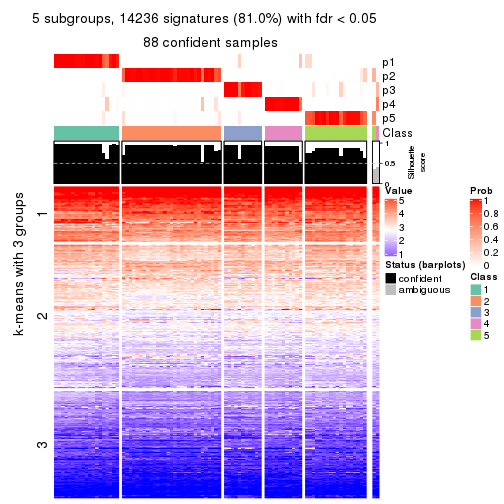 5 subgroups, 14236 signatures (81.0%) with fdr < 0.05
88 confident samples
p1
p2
p3
p4
p5
Class
1
0.5
0
Silhouette
score
k-means with 3 groups
1
2
3
Value
5
4
3
2
1
Status (barplots)
confident
ambiguous
Prob
1
0.8
0.6
0.4
0.2
0
Class
1
2
3
4
5